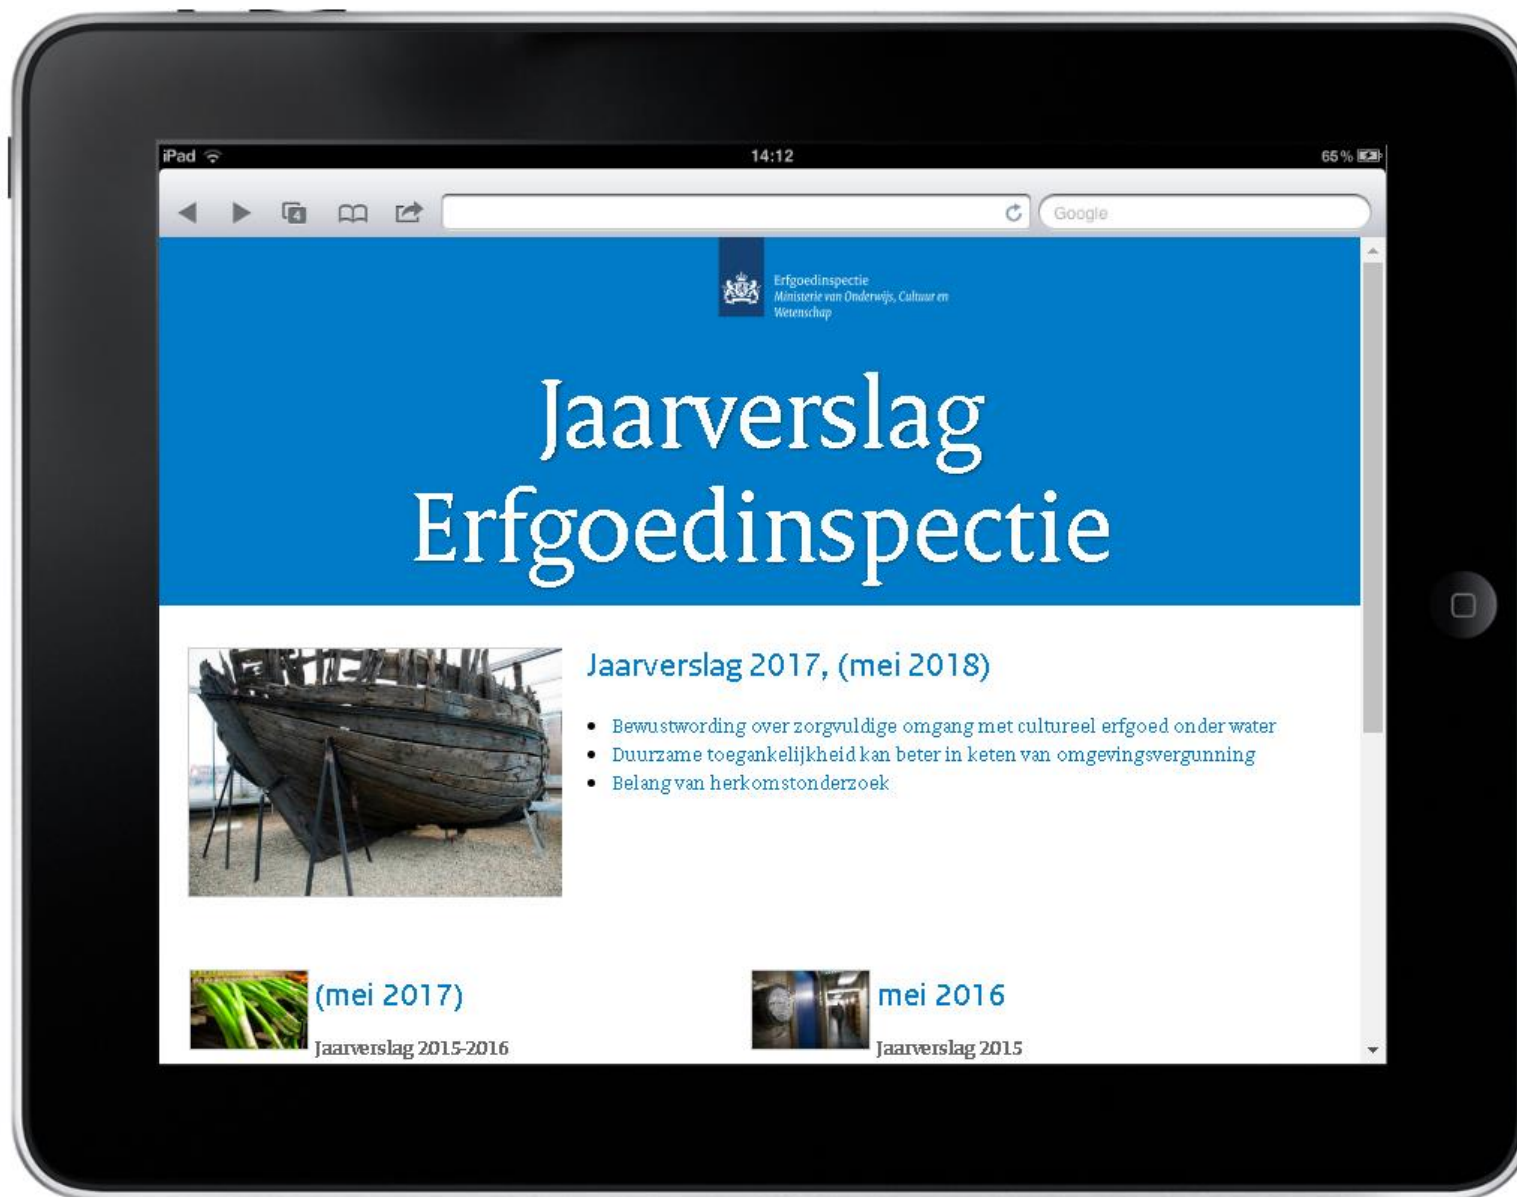 iPad
14:12
65%
4
Google
Erfgoedinspectie
Ministerie van Onderwijs, Cultuur en
Wetenschap
Jaarverslag
Erfgoedinspectie
Jaarverslag 2017, (mei 2018)
Bewustwording over zorgvuldige omgang met cultureel erfgoed onder water
Duurzame toegankelijkheid kan beter in keten van omgevingsvergunning
Belang van herkomstonderzoek
(mei 2017)
Jaarverslag 2015-2016
mei 2016
Jaarverslag 2015